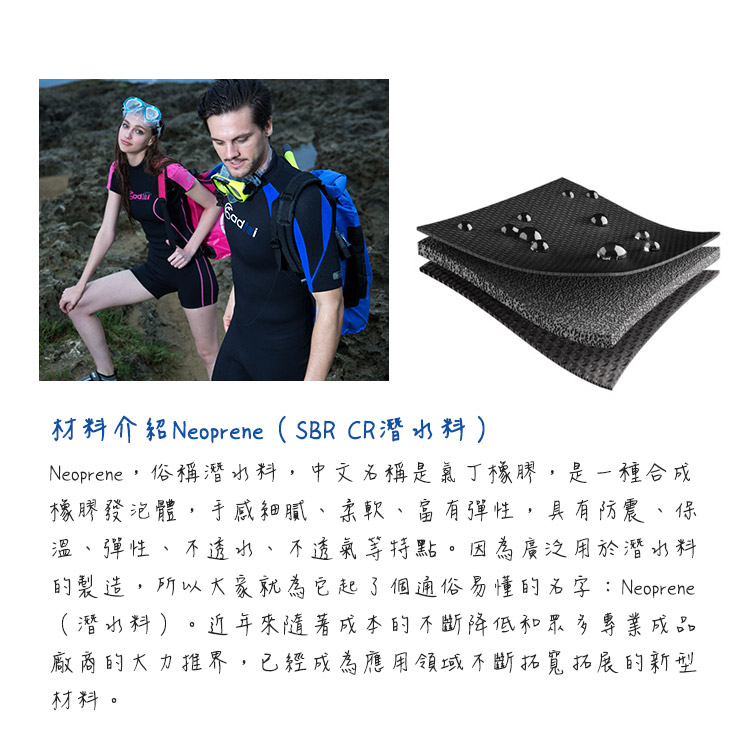 Sadisi
Sadisi
材料介紹Neoprene（SBR CR潛水料）
Neoprene，俗稱潛水料，中文名稱是氯丁橡膠，是一種合成
橡膠發泡體，手感細膩、柔軟、富有彈性，具有防震、保
溫、彈性、不透水、不透氣等特點。因為廣泛用於潛水料
的製造，所以大家就為它起了個通俗易懂的名字：Neoprene
（潛水料）。近年來隨著成本的不斷降低和眾多專業成品
廠商的大力推界，已經成為應用領域不斷拓寬拓展的新型
材料。